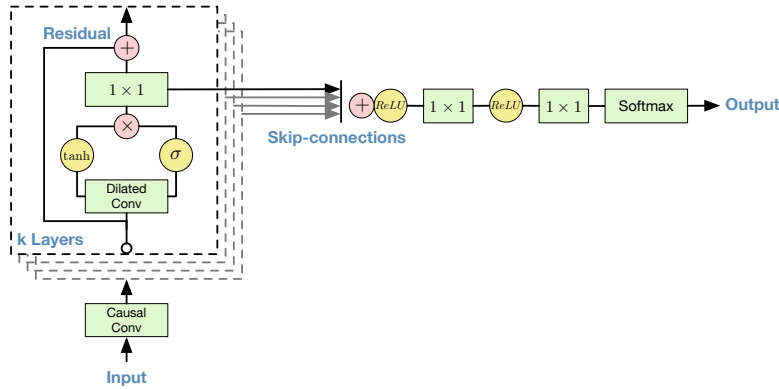 Residual
+
1 × 1
×
tanh
σ
Dilated
Conv
k Layers
Causal
Conv
Input
Skip-connections
+
ReLU
1 × 1
ReLU
1 × 1
Softmax
Output